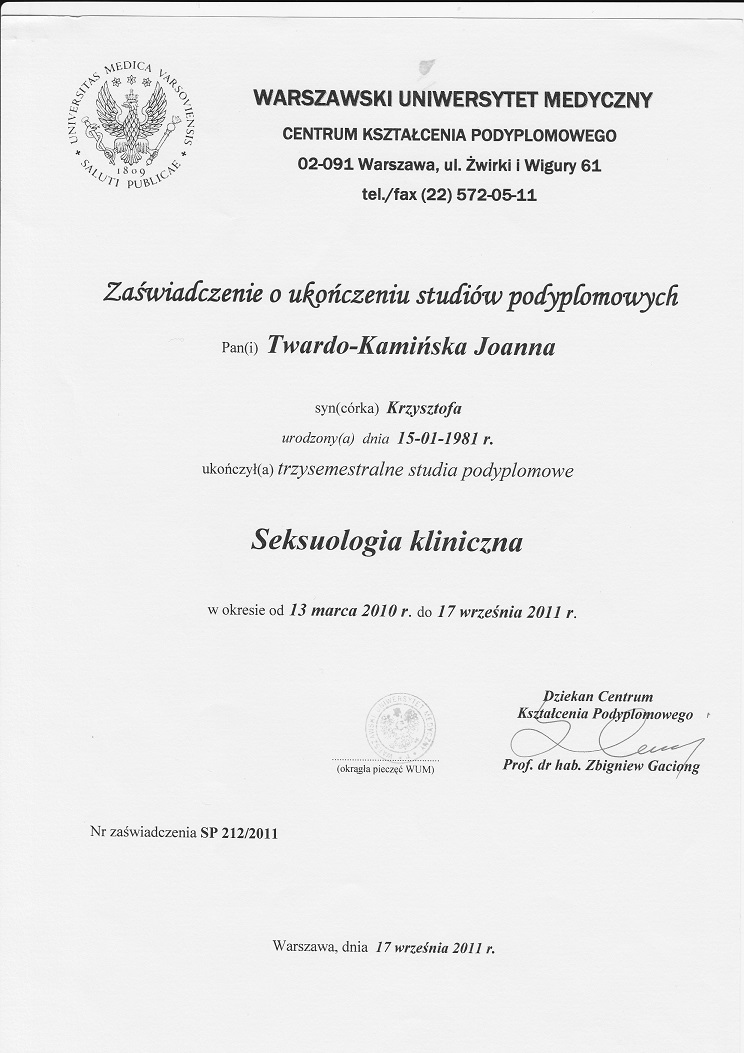 UNIVERSITAS MEDICA VARSOVIENSIS
1809
* SALUTI PUBLICAE *
WARSZAWSKI UNIWERSYTET MEDYCZNY
CENTRUM KSZTAŁCENIA PODYPLOMOWEGO
02-091 Warszawa, ul. Żwirki i Wigury 61
tel./fax (22) 572-05-11
Zaświadczenie o ukończeniu studiów podyplomowych
Pan(i) Twardo-Kamińska Joanna
syn(córka) Krzysztofa
urodzony(a) dnia 15-01-1981 r.
ukończył(a) trzysemestralne studia podyplomowe
Seksuologia kliniczna
w okresie od 13 marca 2010 r. do 17 września 2011 r.
Dziekan Centrum
Kształcenia Podyplomowego
WARSZAWSKI UNIWERSYTET MEDYCZNY
(okrągła pieczęć WUM)
Prof. dr hab. Zbigniew Gaciong
Nr zaświadczenia SP 212/2011
Warszawa, dnia 17 września 2011 r.